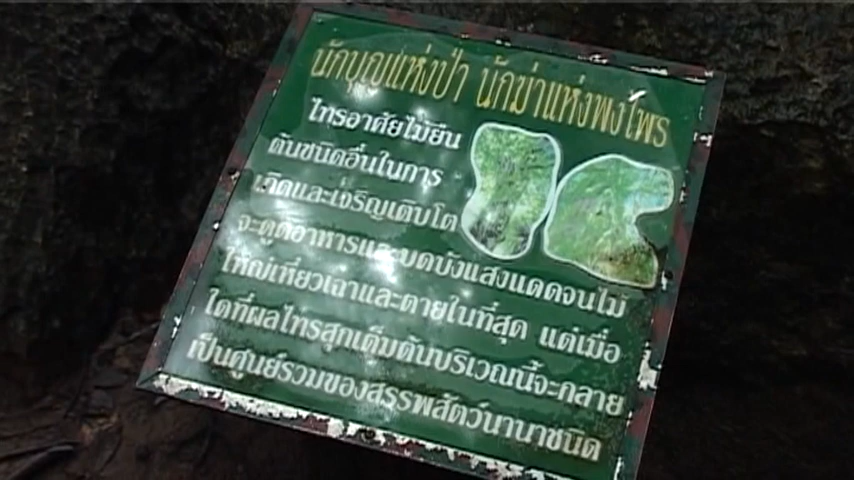 นักบุญแห่งป่า นักฆ่าแห่งพงไพร
ไทรอาศัยไม้ยืน
ต้นชนิดอื่นในการ
เกิดและเจริญเติบโต
จะดูดอาหารและบดบังแสงแดดจนไม้
ใหญ่เหี่ยวเฉาและตายในที่สุด แต่เมื่อ
ใดที่ผลไทรสุกเต็มต้นบริเวณนี้จะกลาย
เป็นศูนย์รวมของสรรพสัตว์นานาชนิด